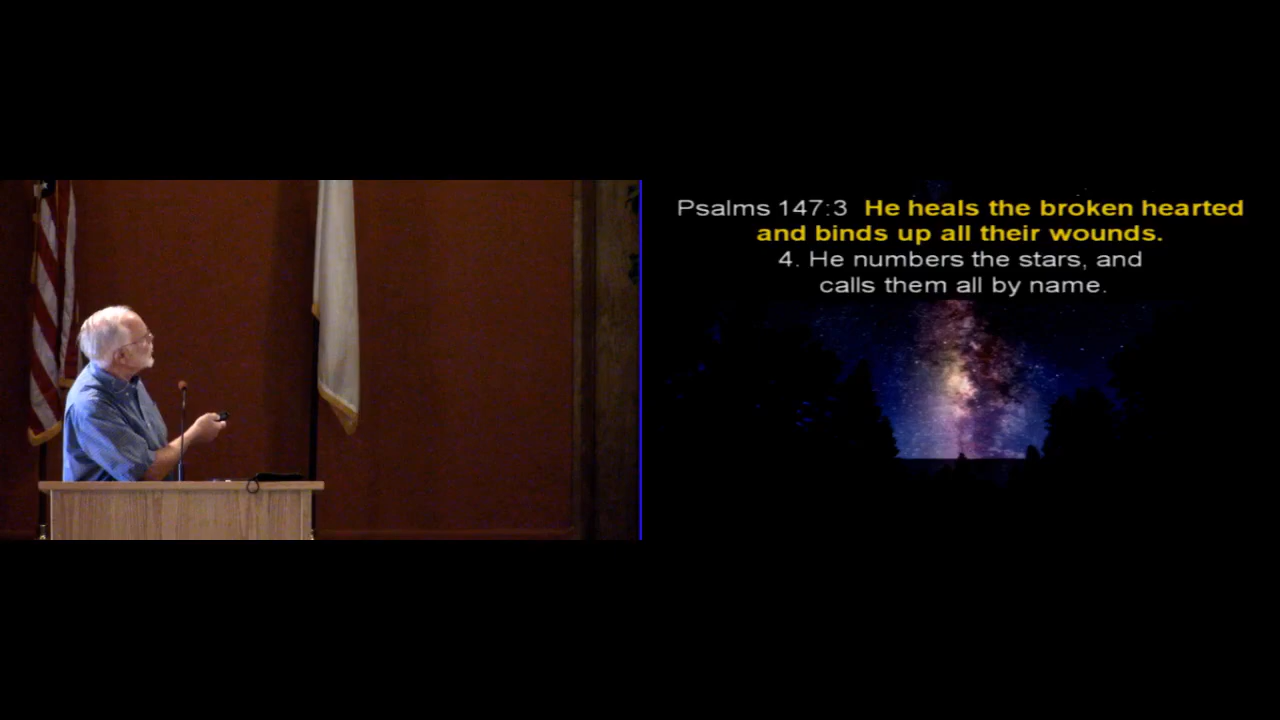 Psalms 147:3 He heals the broken hearted
and binds up all their wounds.
4. He numbers the stars, and
calls them all by name.